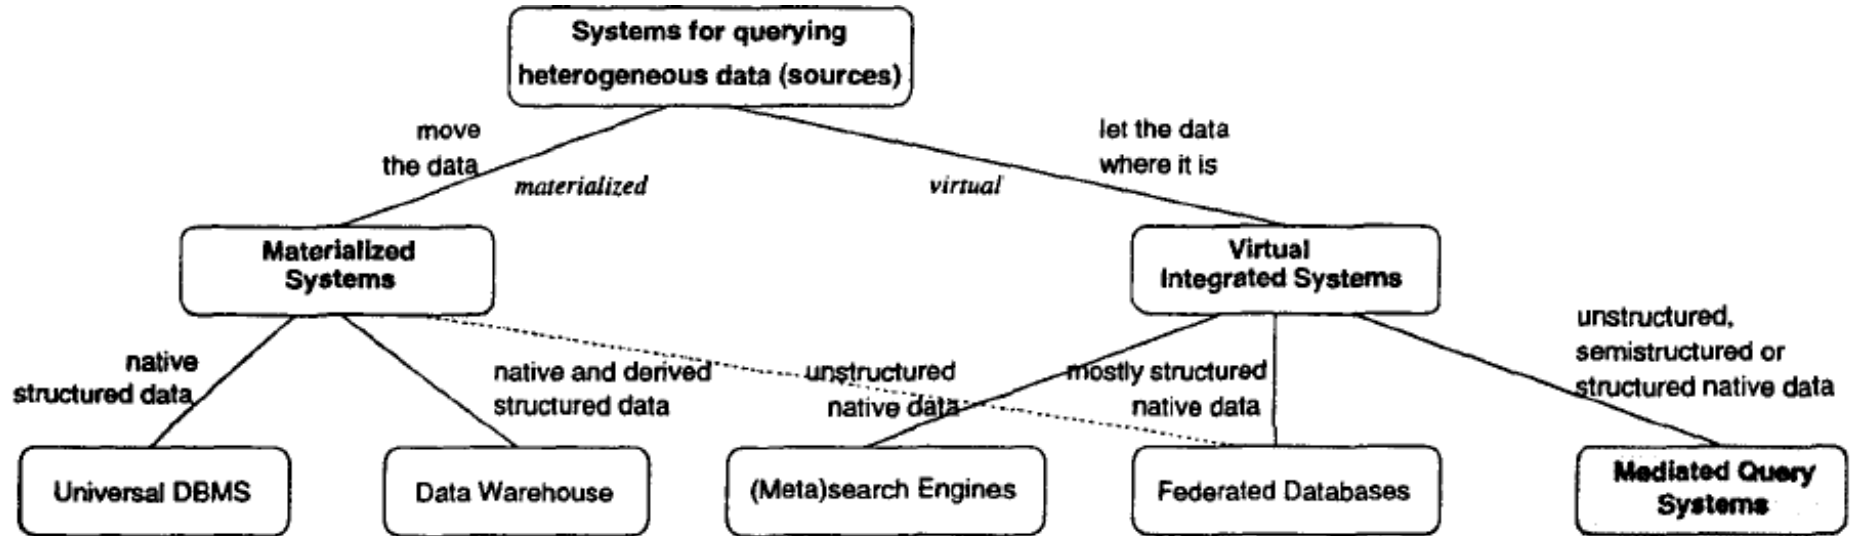 Systems for querying
heterogeneous data (sources)
move
the data
let the data
where it is
materialized
virtual
Materialized
Systems
Virtual
Integrated Systems
native
structured data
native and derived
structured data
unstructured
native data
mostly structured
native data
unstructured,
semistructured or
structured native data
Universal DBMS
Data Warehouse
(Meta)search Engines
Federated Databases
Mediated Query
Systems